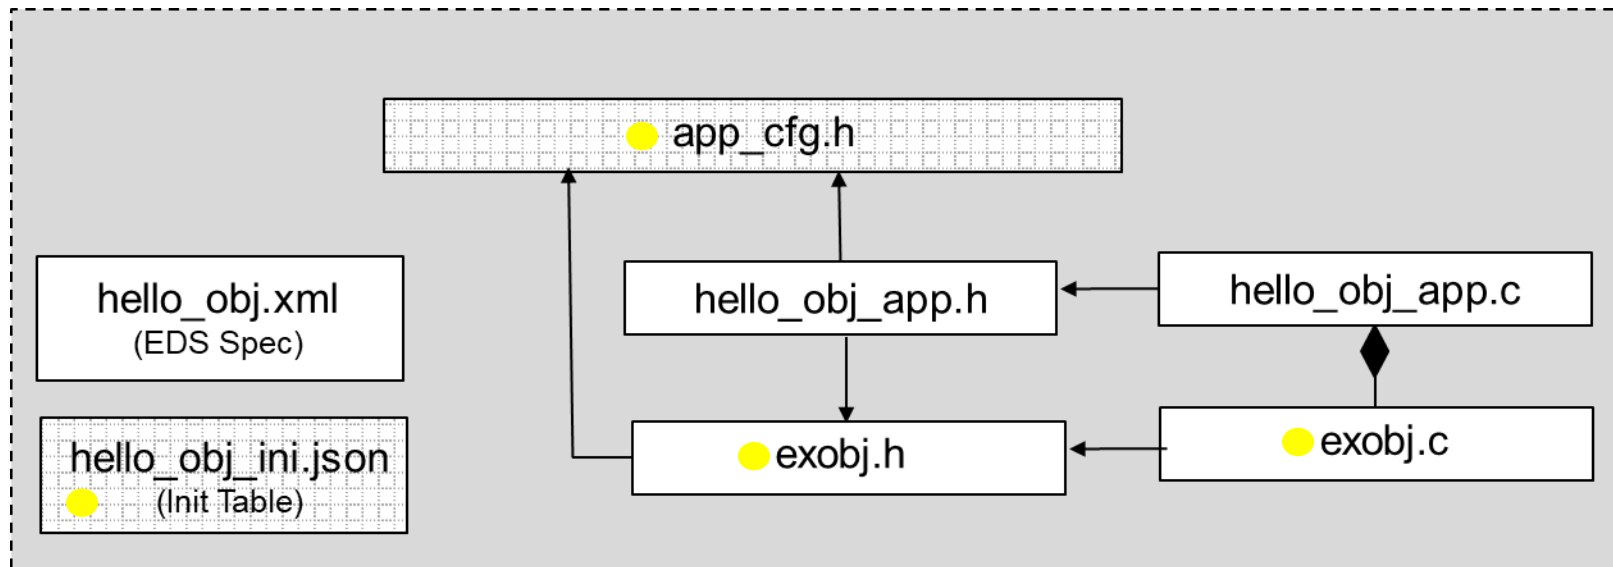 app_cfg.h
hello_obj.xml
(EDS Spec)
hello_obj_app.h
hello_obj_app.c
hello_obj_ini.json
(Init Table)
exobj.h
exobj.c